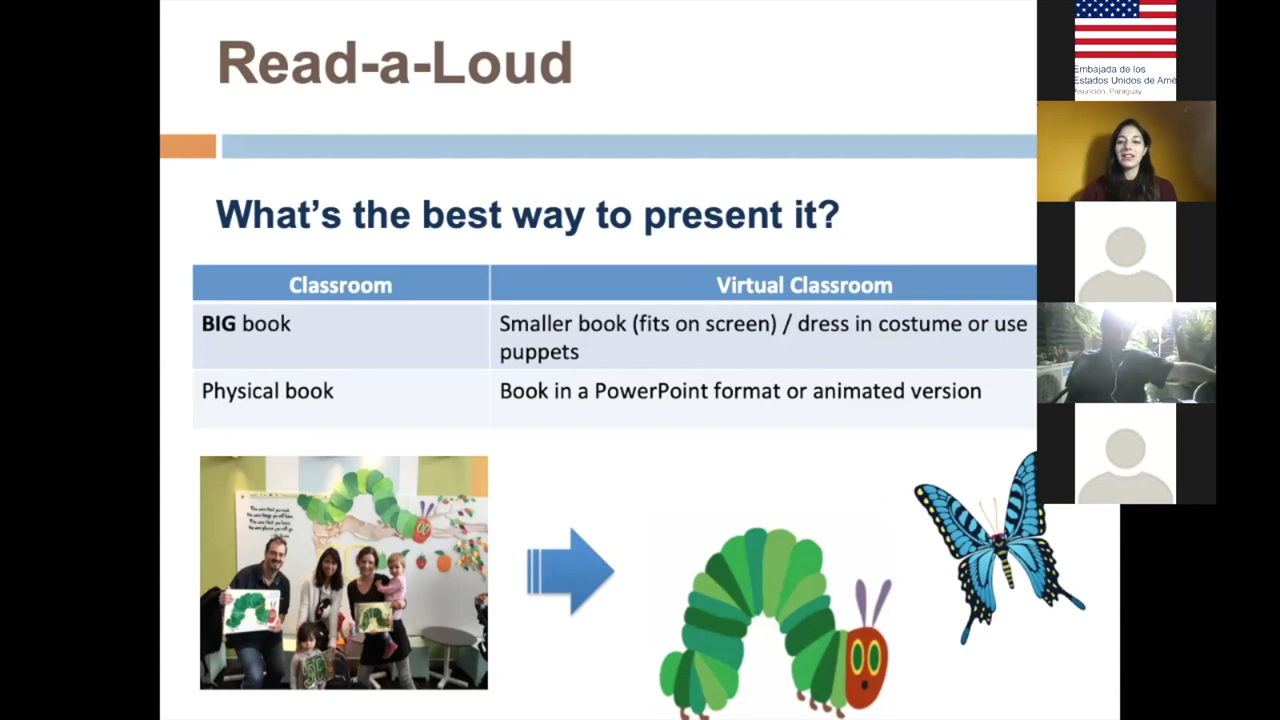 Read-a-Loud
What's the best way to present it?
Classroom
Virtual Classroom
BIG book
Smaller book (fits on screen) / dress in costume or use
puppets
Physical book
Book in a PowerPoint format or animated version
Embajada de los
Estados Unidos de Amé
Asunción, Paraguay